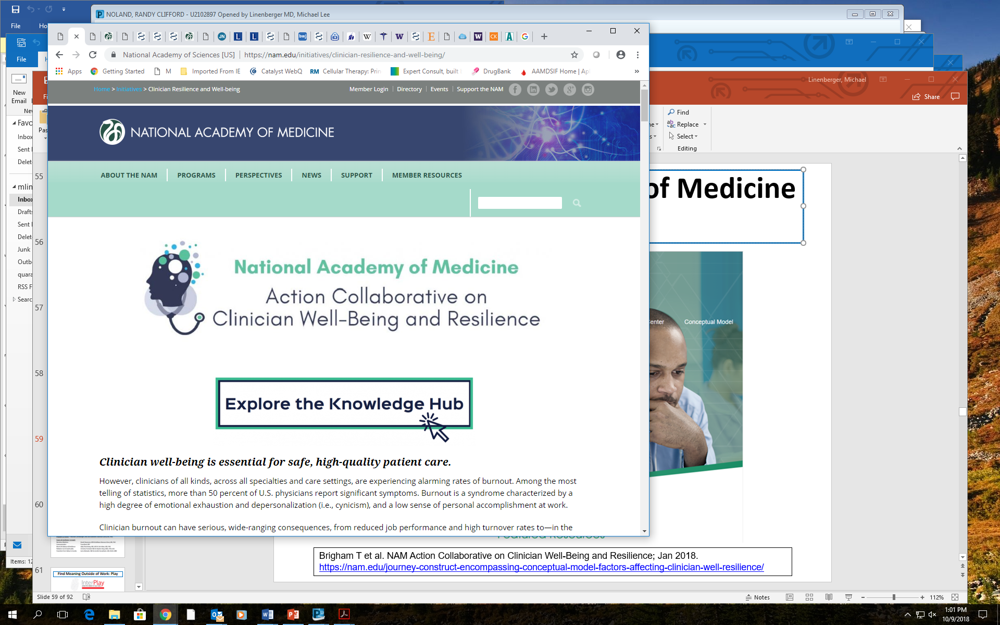 NOLAND, RANDY CLIFFORD - U2102897 Opened by Linenberger MD, Michael Lee
File
File
New
Email
Inbox
Junk
RSS F
Items: 12
National Academy of Sciences [US] | https://nam.edu/initiatives/clinician-resilience-and-well-being/
Apps Getting Started M Imported From IE Catalyst WebQ RM Cellular Therapy: Prin Expert Consult, built DrugBank AAMDSIF Home | Apl »
Home > Initiatives > Clinician Resilience and Well-being
Member Login | Directory | Events | Support the NAM
NATIONAL ACADEMY OF MEDICINE
ABOUT THE NAM PROGRAMS PERSPECTIVES NEWS SUPPORT MEMBER RESOURCES
National Academy of Medicine
Action Collaborative on
Clinician Well-Being and Resilience
Explore the Knowledge Hub
Clinician well-being is essential for safe, high-quality patient care.
However, clinicians of all kinds, across all specialties and care settings, are experiencing alarming rates of burnout. Among the most
telling of statistics, more than 50 percent of U.S. physicians report significant symptoms. Burnout is a syndrome characterized by a
high degree of emotional exhaustion and depersonalization (i.e., cynicism), and a low sense of personal accomplishment at work.
Clinician burnout can have serious, wide-ranging consequences, from reduced job performance and high turnover rates to—in the
Linenberger, Michael
Share
Find
Replace
Select
Editing
of Medicine
Conceptual Model
55
56
57
58
59
60
61
Brigham T et al. NAM Action Collaborative on Clinician Well-Being and Resilience; Jan 2018.
https://nam.edu/journey-construct-encompassing-conceptual-model-factors-affecting-clinician-well-resilience/
Find Meaning Outside of Work: Play
InterPlay
Slide 59 of 92
Notes
112%
1:01 PM
10/9/2018